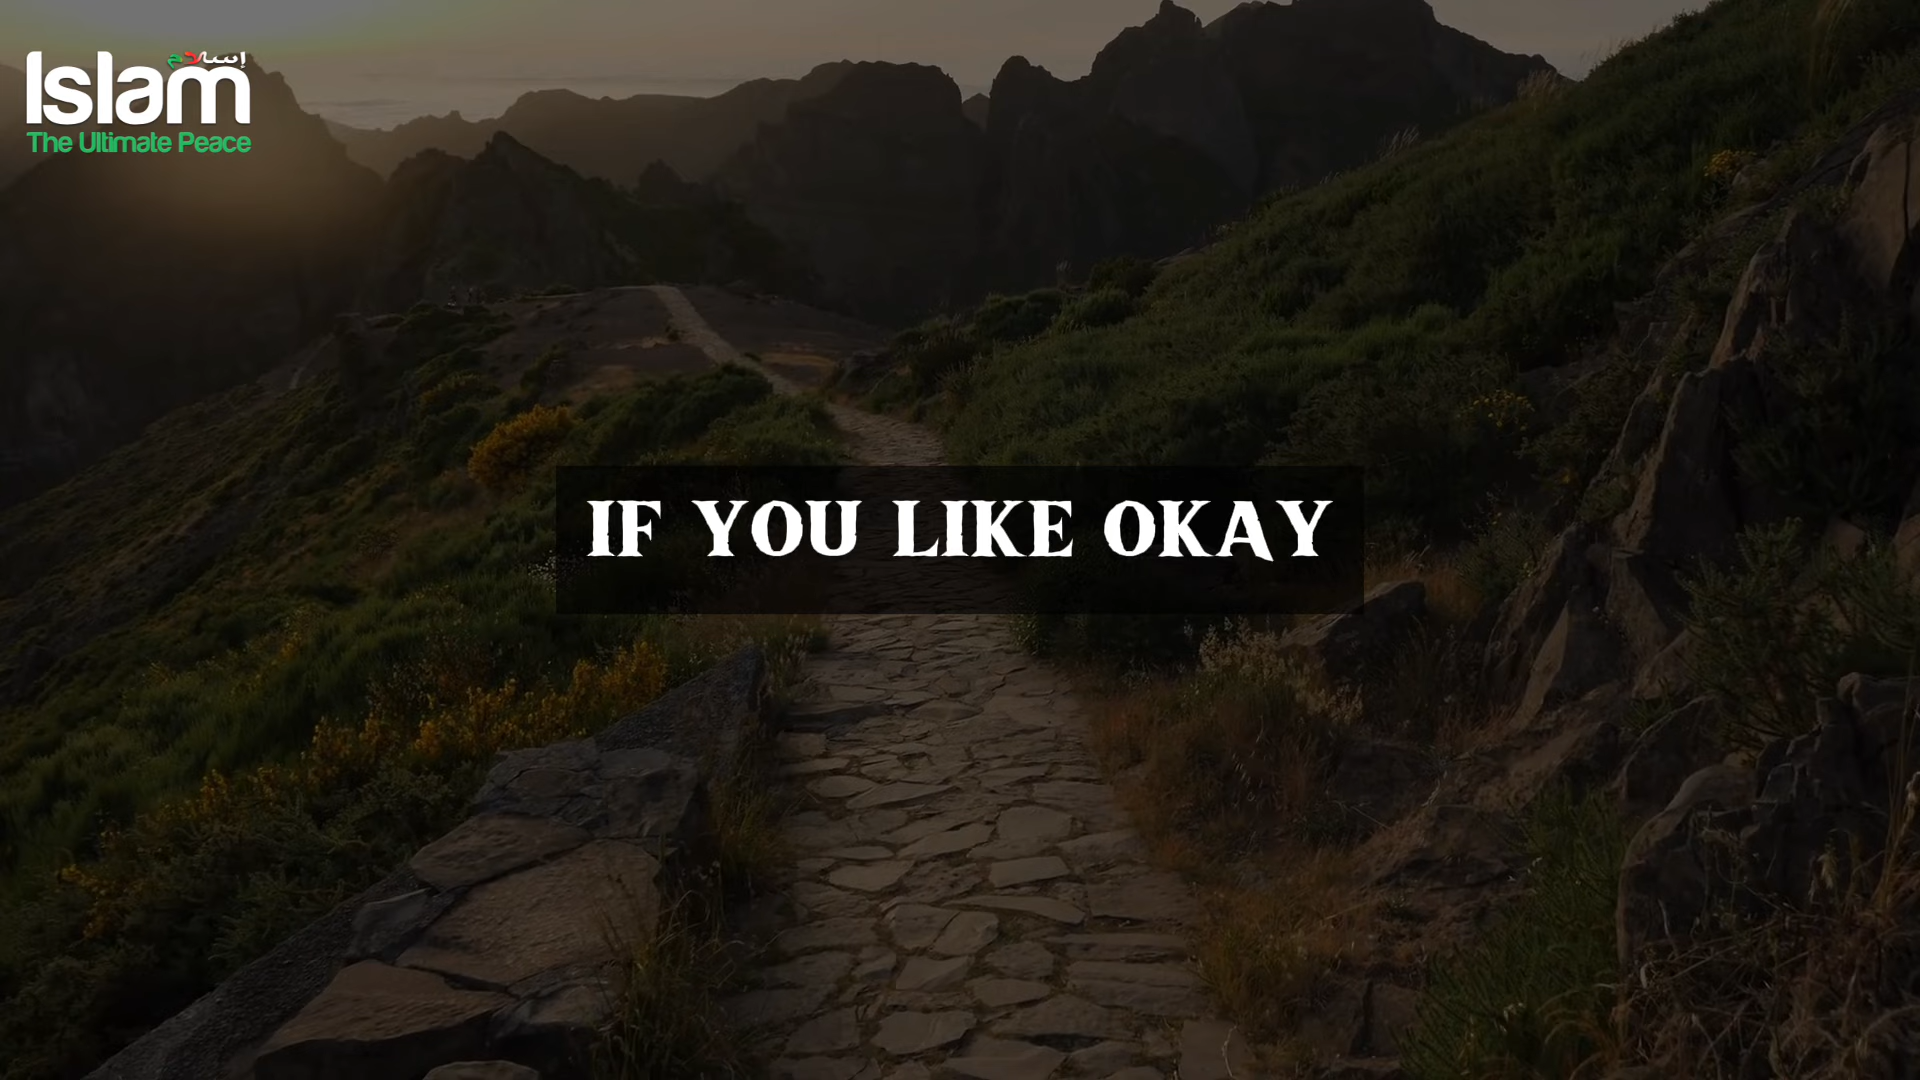 إسلام
Islam
The Ultimate Peace
IF YOU LIKE OKAY